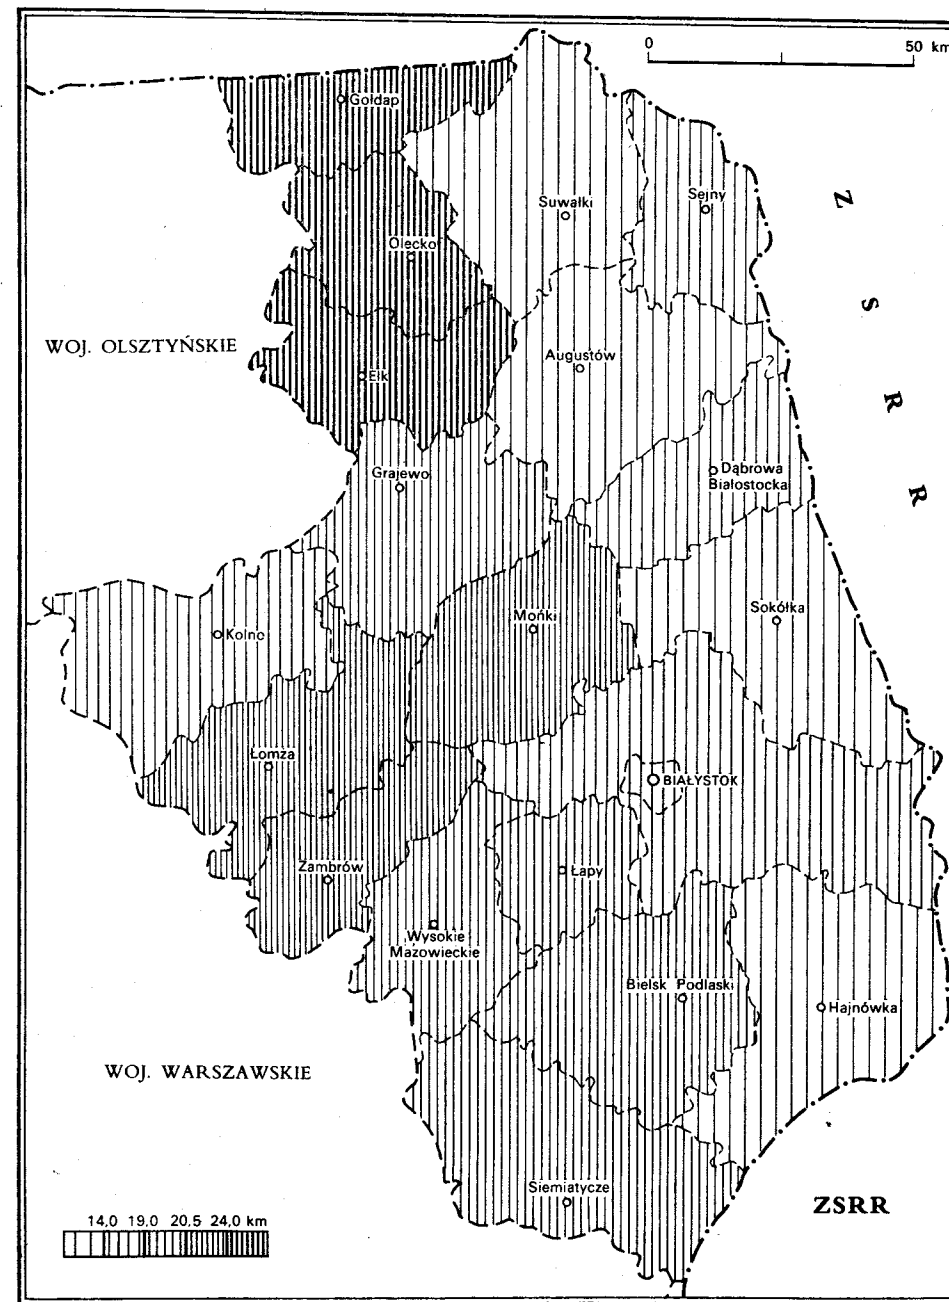 0
50 km
Gołdap
Suwałki
Sejny
Z
Olecko
S
WOJ. OLSZTYŃSKIE
Ełk
Augustów
R
Grajewo
Dąbrowa
Białostocka
R
Kolno
Mońki
Sokółka
Łomża
BIAŁYSTOK
Zambrów
Łapy
Wysokie
Mazowieckie
Bielsk Podlaski
Hajnówka
WOJ. WARSZAWSKIE
Siemiatycze
ZSRR
14,0 19,0 20,5 24,0 km